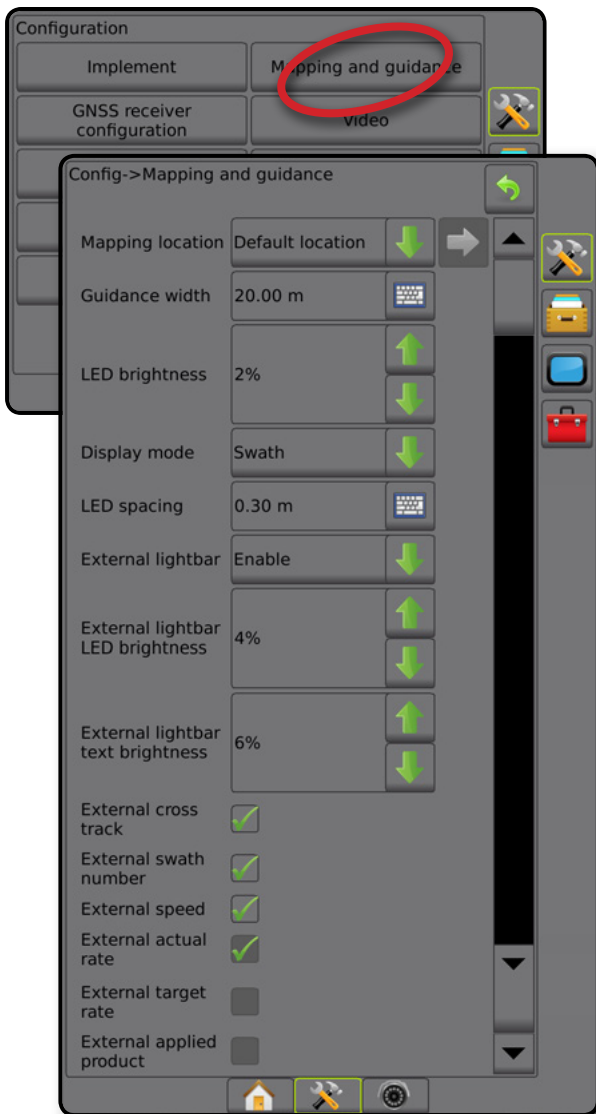 Configuration
Implement
Mapping and guidance
GNSS receiver
configuration
Video
Config->Mapping and guidance
Mapping location
Default location
Guidance width
20.00 m
LED brightness
2%
Display mode
Swath
LED spacing
0.30 m
External lightbar
Enable
External lightbar
LED brightness
4%
External lightbar
text brightness
6%
External cross
track
External swath
number
External speed
External actual
rate
External target
rate
External applied
product